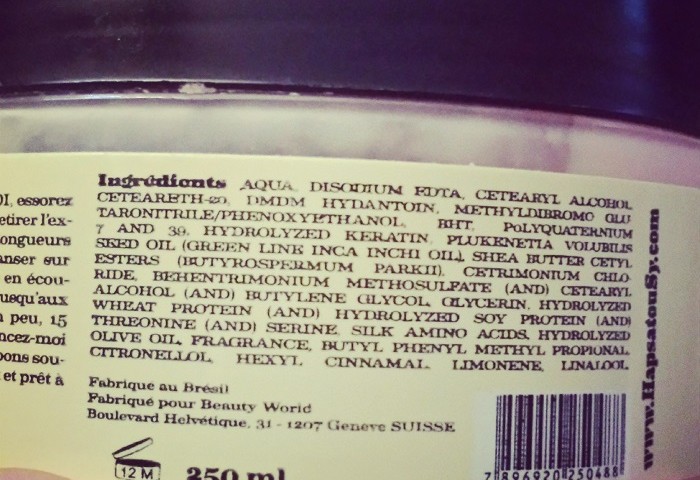 OI, essorez
etirer l'ex-
ongueurs
anser sur
en écou-
usqu'aux
n peu, 15
ncez-moi
bons sou-
et prêt à
Ingrédients AQUA, DISODIUM EDTA, CETEARYL ALCOHOL,
CETEARETH-20, DMDM HYDANTOIN, METHYLDIBROMO GLU
TARONITRILE/PHENOXYETHANOL, BHT, POLYQUATERNIUM
7 AND 39, HYDROLYZED KERATIN, PLUKENETIA VOLUBILIS
SEED OIL (GREEN LINE INCA INCHI OIL), SHEA BUTTER CETYL
ESTERS (BUTYROSPERMUM PARKII), CETRIMONIUM CHLO-
RIDE, BEHENTRIMONIUM METHOSULFATE (AND) CETEARYL
ALCOHOL (AND) BUTYLENE GLYCOL, GLYCERIN, HYDROLYZED
WHEAT PROTEIN (AND) HYDROLYZED SOY PROTEIN (AND)
THREONINE (AND) SERINE, SILK AMINO ACIDS, HYDROLYZED
OLIVE OIL, FRAGRANCE, BUTYL PHENYL METHYL PROPIONAL,
CITRONELLOL, HEXYL CINNAMAL, LIMONENE, LINALOOL
Fabriqué au Brésil
Fabriqué pour Beauty World
Boulevard Helvétique, 31 - 1207 Geneve SUISSE
12 M
250 ml
7 896920 250488
www.HapsatouSy.com